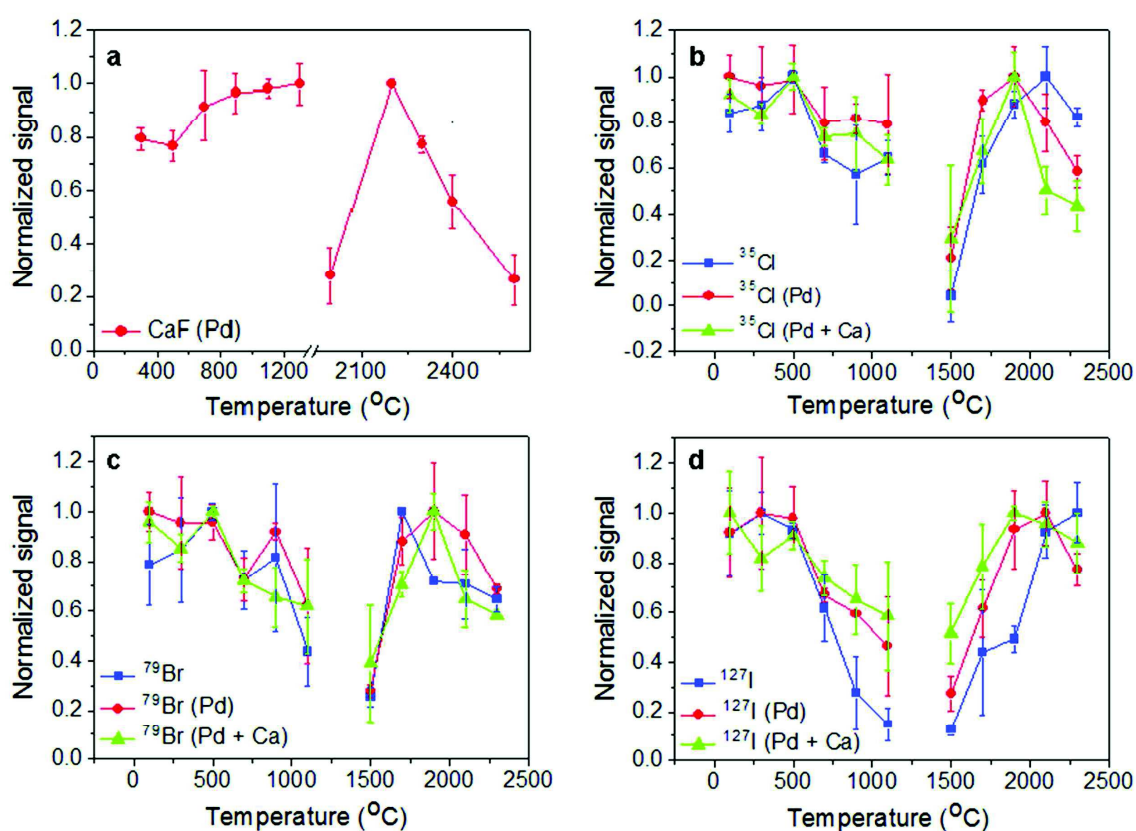 a
Normalized signal
1.2
1.0
0.8
0.6
0.4
0.2
0.0
CaF (Pd)
0 400 800 1200 2100 2400
Temperature (⁰C)
b
Normalized signal
1.2
1.0
0.8
0.6
0.4
0.2
0.0
-0.2
³⁵Cl
³⁵Cl (Pd)
³⁵Cl (Pd + Ca)
0 500 1000 1500 2000 2500
Temperature (⁰C)
c
Normalized signal
1.2
1.0
0.8
0.6
0.4
0.2
0.0
⁷⁹Br
⁷⁹Br (Pd)
⁷⁹Br (Pd + Ca)
0 500 1000 1500 2000 2500
Temperature (⁰C)
d
Normalized signal
1.2
1.0
0.8
0.6
0.4
0.2
0.0
¹²⁷I
¹²⁷I (Pd)
¹²⁷I (Pd + Ca)
0 500 1000 1500 2000 2500
Temperature (⁰C)